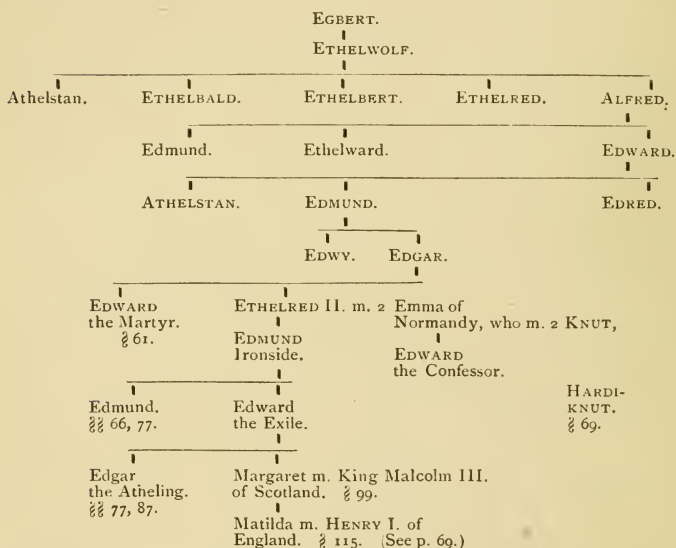 EGBERT.
ETHELWOLF.
Athelstan. ETHELBALD. ETHELBERT. ETHELRED. ALFRED.
Edmund. Ethelward. EDWARD.
ATHELSTAN. EDMUND. EDRED.
EDWY. EDGAR.
EDWARD ETHELRED II. m. 2 Emma of
the Martyr. Normandy, who m. 2 KNUT,
§ 61. EDMUND EDWARD
Ironside. the Confessor.
HARDI-
Edmund. Edward KNUT.
§§ 66, 77. the Exile. § 69.
Edgar Margaret m. King Malcolm III.
the Atheling. of Scotland. § 99.
§§ 77, 87.
Matilda m. HENRY I. of
England. § 115. (See p. 69.)